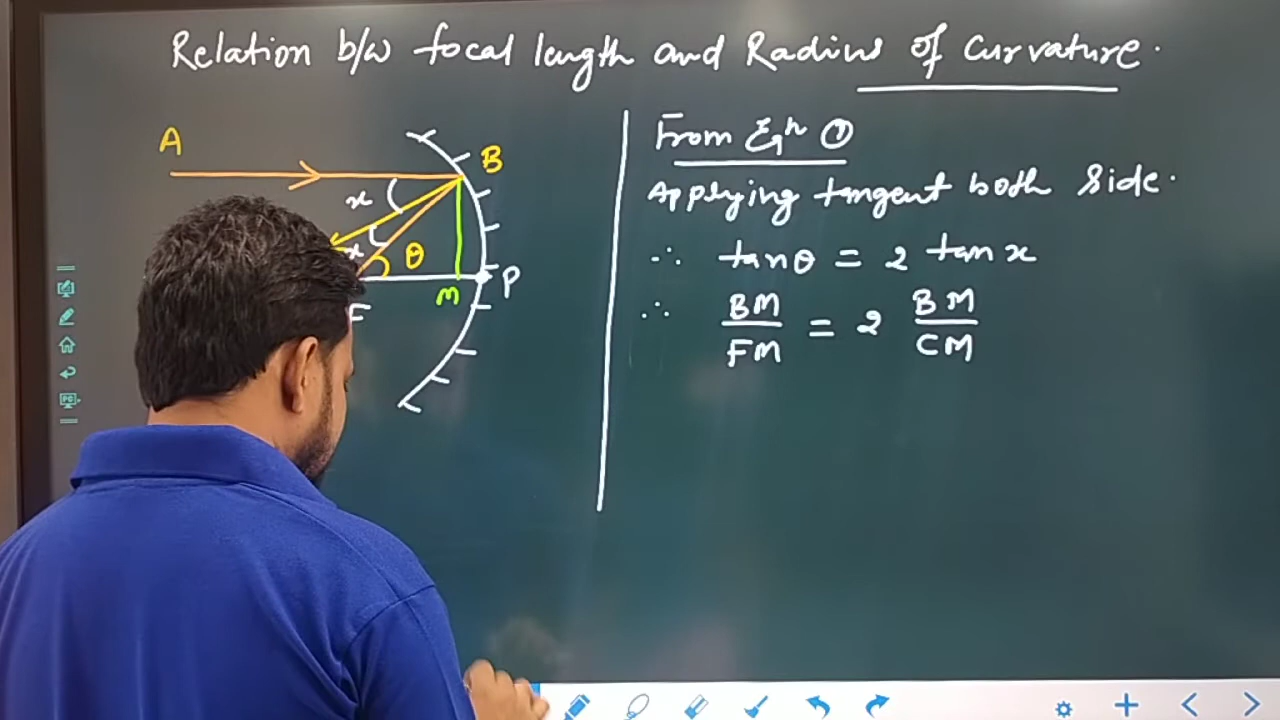 Relation b/w focal length and Radius of Curvature.
A
B
x
x
θ
M
P
F
From Eqn ①
Applying tangent both side.
∴ tanθ = 2 tan x
∴ BM/FM = 2 BM/CM